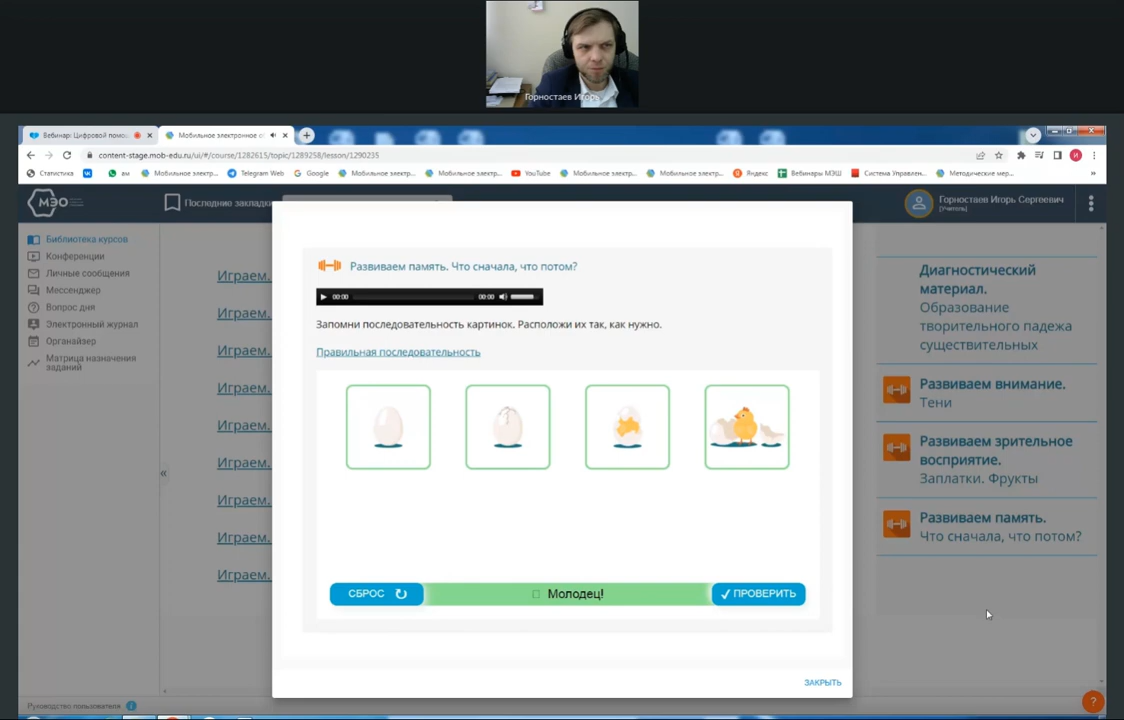 Горностаев Игорь
Вебинар: Цифровой помо
Мобильное электронное о
content-stage.mob-edu.ru/ui/#/course/1282615/topic/1289258/lesson/1290235
Статистика
ам
Мобильное электр...
Telegram Web
Google
Мобильное электр...
Мобильное электр...
YouTube
Мобильное электр...
Яндекс
Вебинары МЭШ
Система Управлен...
Методические мер...
МЭО
Последние закладки
Горностаев Игорь Сергеевич
(Учитель)
Библиотека курсов
Конференции
Личные сообщения
Мессенджер
Вопрос дня
Электронный журнал
Органайзер
Матрица назначения
заданий
Играем.
Играем.
Играем.
Играем.
Играем.
Играем.
Играем.
Играем.
Играем.
Развиваем память. Что сначала, что потом?
00:00 00:00
Запомни последовательность картинок. Расположи их так, как нужно.
Правильная последовательность
СБРОС
Молодец!
ПРОВЕРИТЬ
ЗАКРЫТЬ
Диагностический
материал.
Образование
творительного падежа
существительных
Развиваем внимание.
Тени
Развиваем зрительное
восприятие.
Заплатки. Фрукты
Развиваем память.
Что сначала, что потом?
Руководство пользователя